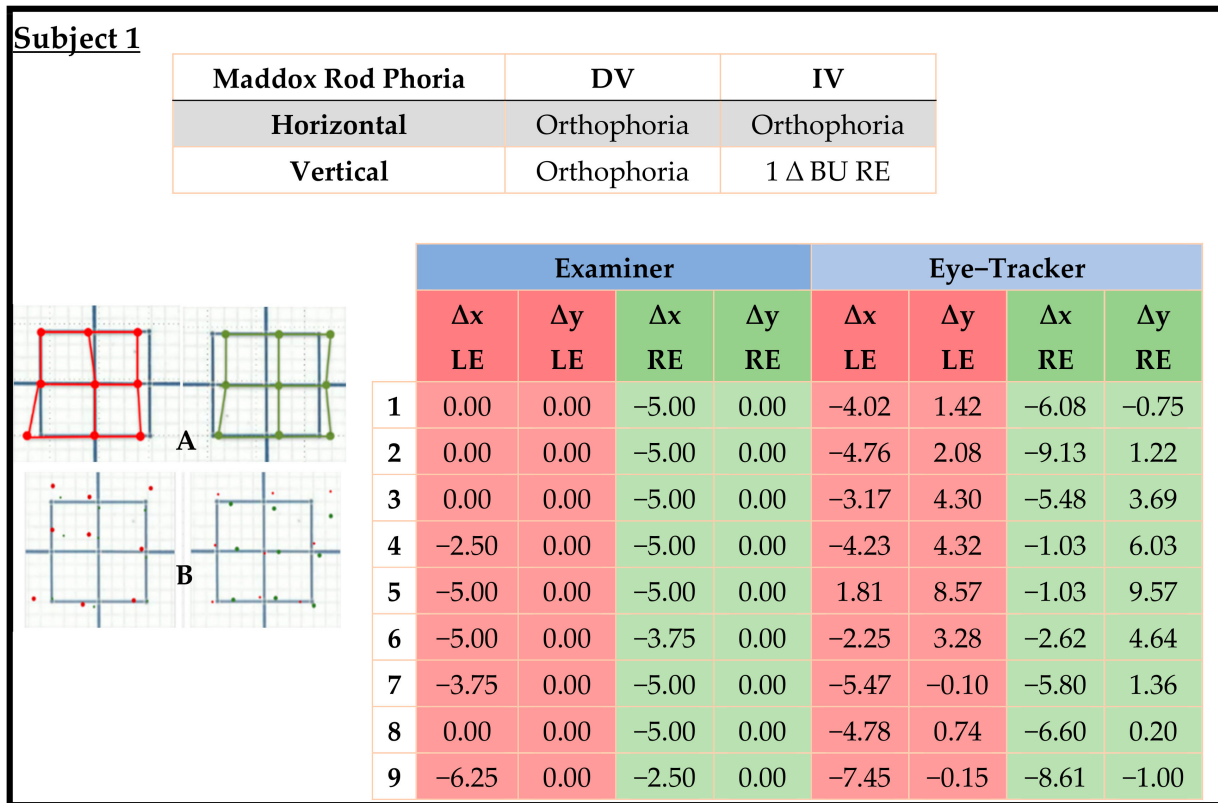 Subject 1
Maddox Rod Phoria DV IV
Horizontal Orthophoria Orthophoria
Vertical Orthophoria 1 Δ BU RE
Examiner Eye−Tracker
Δx Δy Δx Δy Δx Δy Δx Δy
LE LE RE RE LE LE RE RE
1 0.00 0.00 −5.00 0.00 −4.02 1.42 −6.08 −0.75
2 0.00 0.00 −5.00 0.00 −4.76 2.08 −9.13 1.22
3 0.00 0.00 −5.00 0.00 −3.17 4.30 −5.48 3.69
4 −2.50 0.00 −5.00 0.00 −4.23 4.32 −1.03 6.03
5 −5.00 0.00 −5.00 0.00 1.81 8.57 −1.03 9.57
6 −5.00 0.00 −3.75 0.00 −2.25 3.28 −2.62 4.64
7 −3.75 0.00 −5.00 0.00 −5.47 −0.10 −5.80 1.36
8 0.00 0.00 −5.00 0.00 −4.78 0.74 −6.60 0.20
9 −6.25 0.00 −2.50 0.00 −7.45 −0.15 −8.61 −1.00
A
B